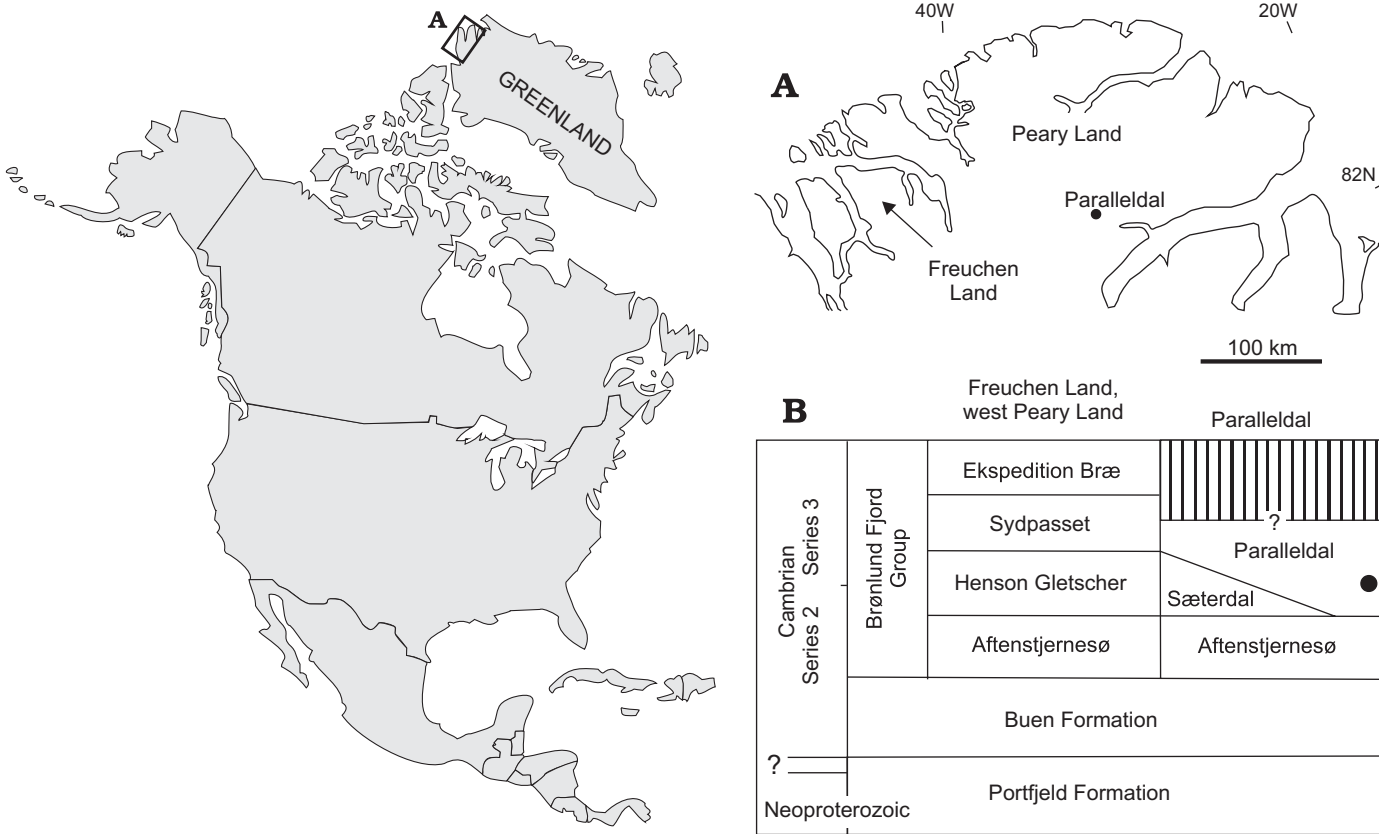 A
GREENLAND
40W
20W
A
Peary Land
82N
Paralleldal
Freuchen
Land
100 km
B
Freuchen Land,
west Peary Land
Paralleldal
Cambrian
Series 2 Series 3
Brønlund Fjord
Group
Ekspedition Bræ
Sydpasset
?
Paralleldal
Henson Gletscher
Sæterdal
Aftenstjernesø
Aftenstjernesø
Buen Formation
?
Portfjeld Formation
Neoproterozoic